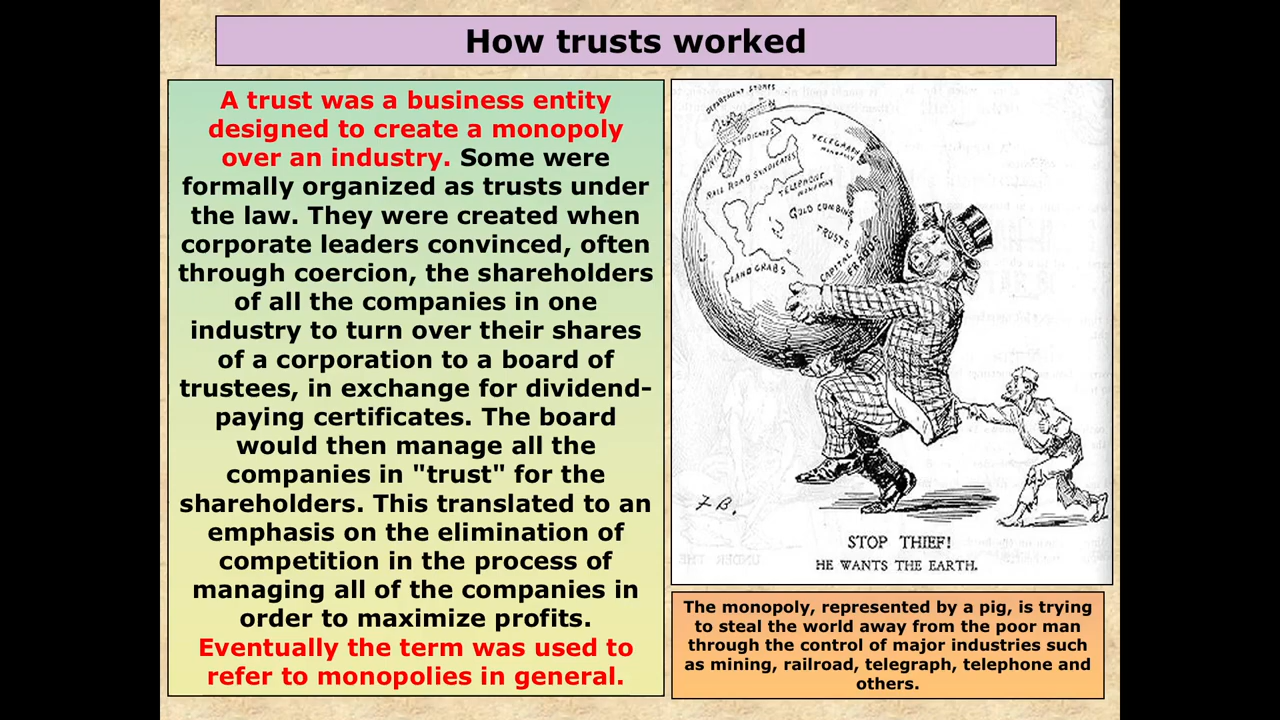 How trusts worked
A trust was a business entity
designed to create a monopoly
over an industry. Some were
formally organized as trusts under
the law. They were created when
corporate leaders convinced, often
through coercion, the shareholders
of all the companies in one
industry to turn over their shares
of a corporation to a board of
trustees, in exchange for dividend-
paying certificates. The board
would then manage all the
companies in "trust" for the
shareholders. This translated to an
emphasis on the elimination of
competition in the process of
managing all of the companies in
order to maximize profits.
Eventually the term was used to
refer to monopolies in general.
DEPARTMENT STORES
SYNDICATES
TELEGRAPH
MONOPOLY
RAIL ROAD SYNDICATES
TELEPHONE
MONOPOLY
GOLD COMBINE
TRUSTS
CAPITAL
FRAUDS
LAND GRABS
F.B.
STOP THIEF!
HE WANTS THE EARTH.
The monopoly, represented by a pig, is trying
to steal the world away from the poor man
through the control of major industries such
as mining, railroad, telegraph, telephone and
others.